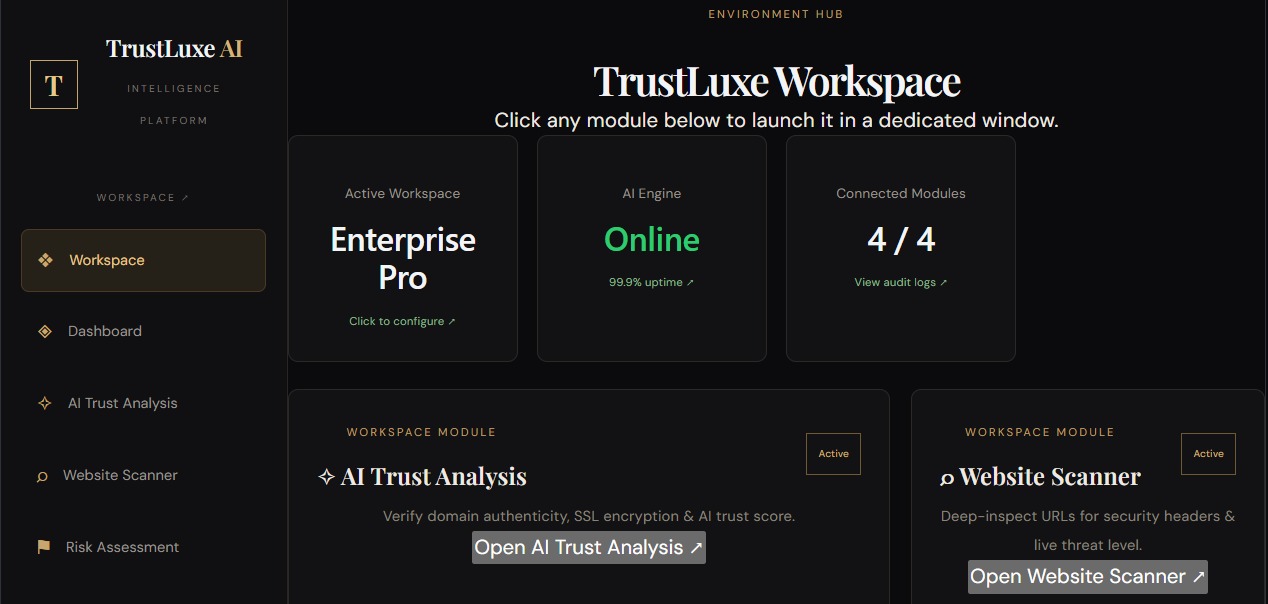 T
TrustLuxe AI
INTELLIGENCE
PLATFORM
WORKSPACE ↗
❖ Workspace
◈ Dashboard
✧ AI Trust Analysis
⌕ Website Scanner
⚑ Risk Assessment
ENVIRONMENT HUB
TrustLuxe Workspace
Click any module below to launch it in a dedicated window.
Active Workspace
Enterprise
Pro
Click to configure ↗
AI Engine
Online
99.9% uptime ↗
Connected Modules
4 / 4
View audit logs ↗
WORKSPACE MODULE
✧ AI Trust Analysis
Active
Verify domain authenticity, SSL encryption & AI trust score.
Open AI Trust Analysis ↗
WORKSPACE MODULE
⌕ Website Scanner
Active
Deep-inspect URLs for security headers &
live threat level.
Open Website Scanner ↗